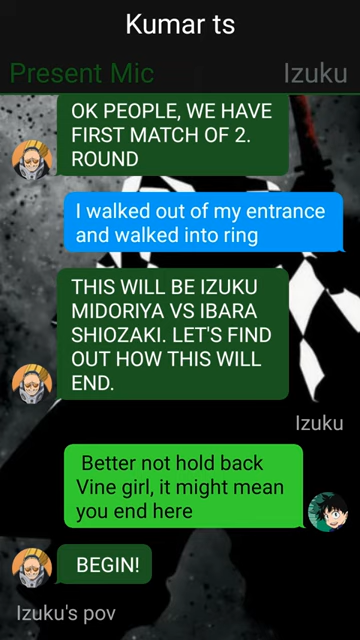 Kumar ts
Present Mic
Izuku
OK PEOPLE, WE HAVE
FIRST MATCH OF 2.
ROUND
I walked out of my entrance
and walked into ring
THIS WILL BE IZUKU
MIDORIYA VS IBARA
SHIOZAKI. LET'S FIND
OUT HOW THIS WILL
END.
Izuku
Better not hold back
Vine girl, it might mean
you end here
BEGIN!
Izuku's pov